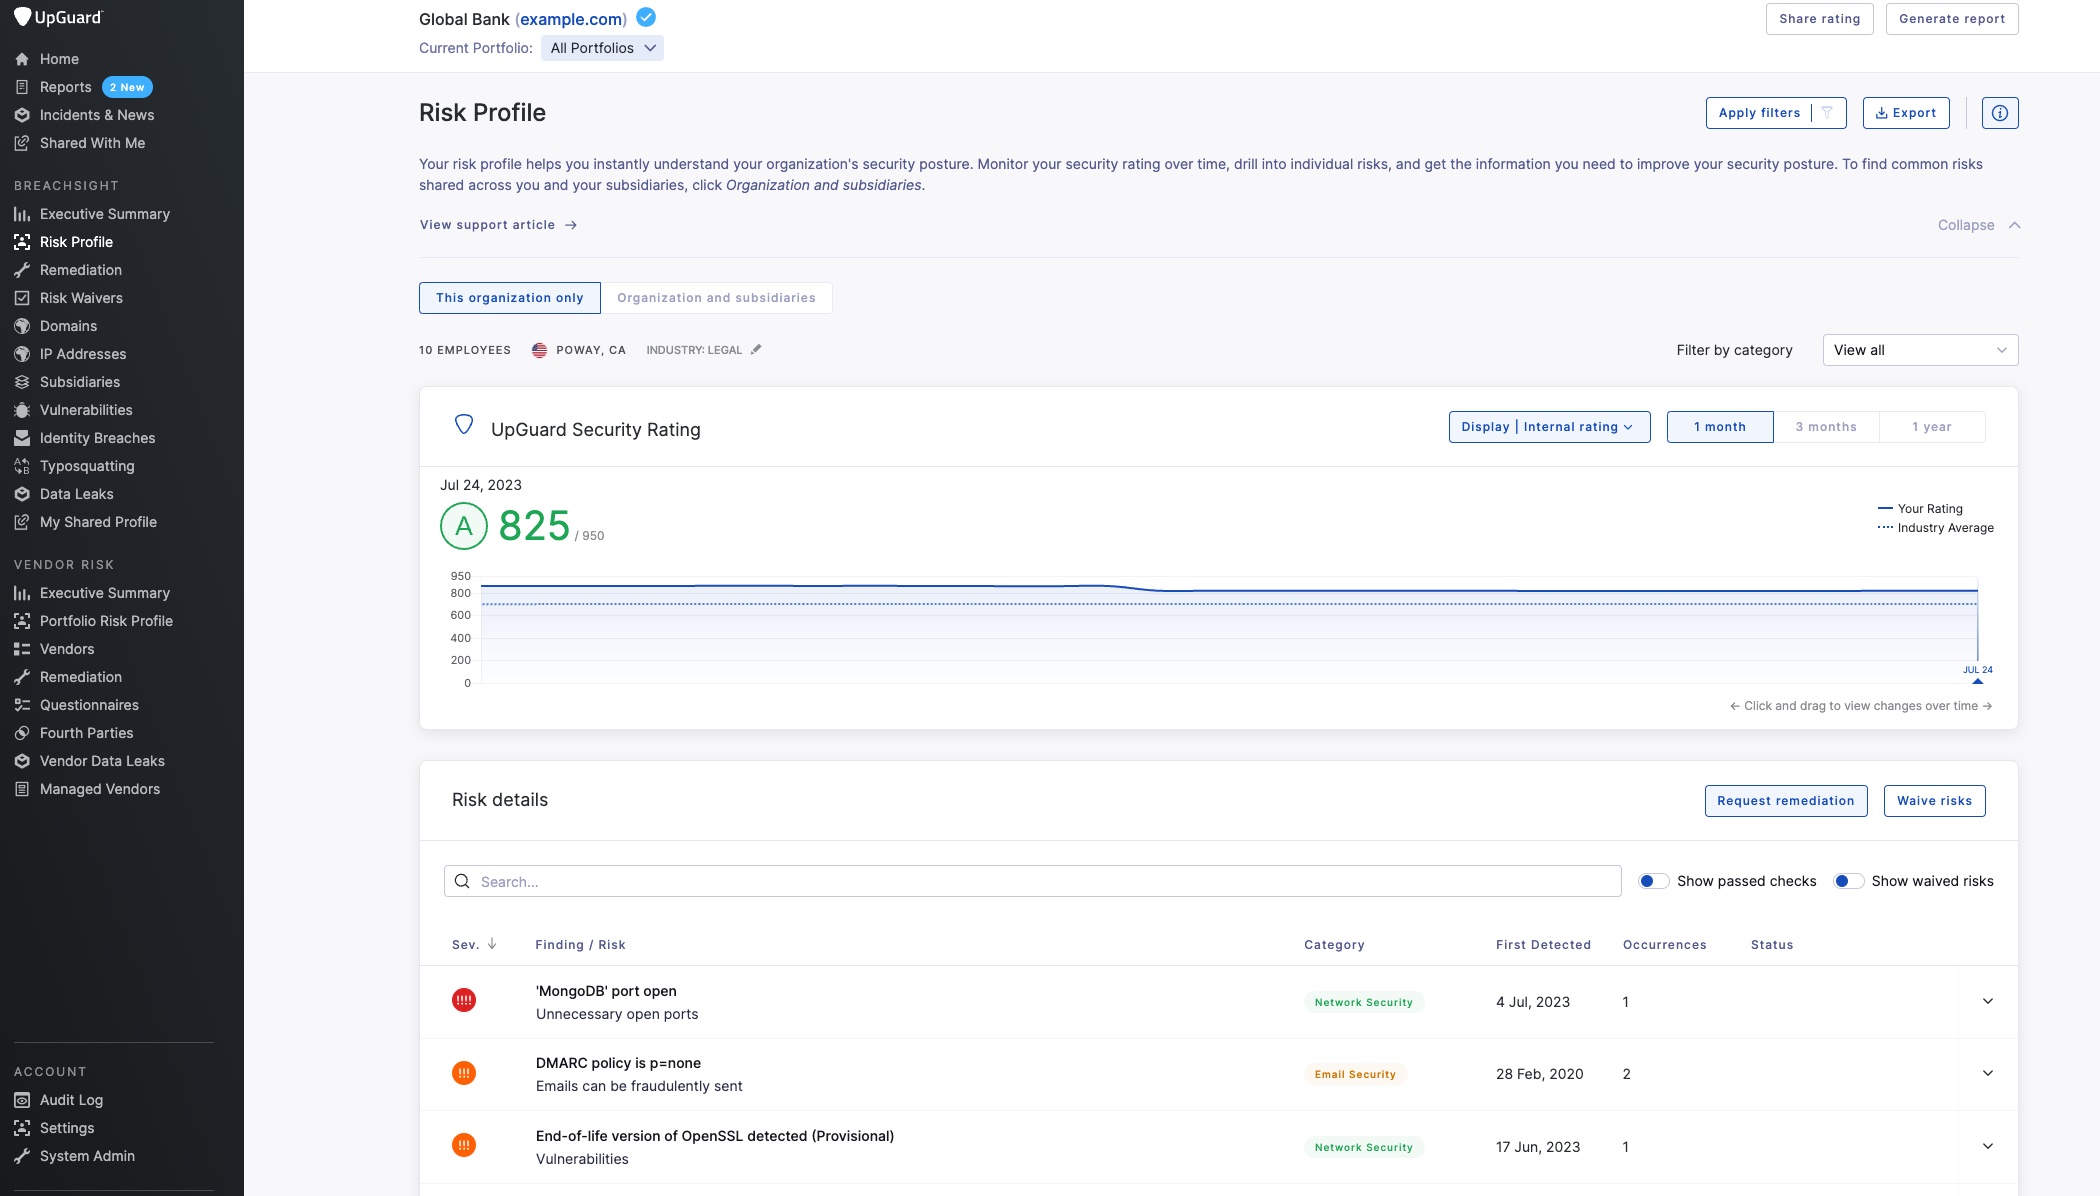 UpGuard
Home
Reports 2 New
Incidents & News
Shared With Me
BREACHSIGHT
Executive Summary
Risk Profile
Remediation
Risk Waivers
Domains
IP Addresses
Subsidiaries
Vulnerabilities
Identity Breaches
Typosquatting
Data Leaks
My Shared Profile
VENDOR RISK
Executive Summary
Portfolio Risk Profile
Vendors
Remediation
Questionnaires
Fourth Parties
Vendor Data Leaks
Managed Vendors
ACCOUNT
Audit Log
Settings
System Admin
Global Bank (example.com)
Current Portfolio: All Portfolios
Share rating
Generate report
Risk Profile
Apply filters
Export
Your risk profile helps you instantly understand your organization's security posture. Monitor your security rating over time, drill into individual risks, and get the information you need to improve your security posture. To find common risks
shared across you and your subsidiaries, click Organization and subsidiaries.
View support article →
Collapse
This organization only
Organization and subsidiaries
10 EMPLOYEES POWAY, CA INDUSTRY: LEGAL
Filter by category View all
UpGuard Security Rating
Display | Internal rating
1 month 3 months 1 year
Jul 24, 2023
A 825 / 950
Your Rating
Industry Average
950
800
600
400
200
0
JUL 24
← Click and drag to view changes over time →
Risk details
Request remediation
Waive risks
Search...
Show passed checks
Show waived risks
Sev. ↓ Finding / Risk Category First Detected Occurrences Status
!!!! 'MongoDB' port open
Unnecessary open ports
Network Security 4 Jul, 2023 1
!!! DMARC policy is p=none
Emails can be fraudulently sent
Email Security 28 Feb, 2020 2
!!! End-of-life version of OpenSSL detected (Provisional)
Vulnerabilities
Network Security 17 Jun, 2023 1